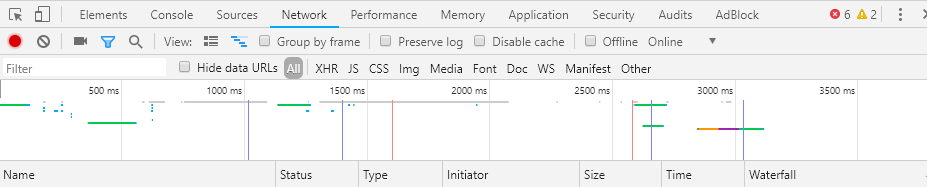 Elements Console Sources Network Performance Memory Application Security Audits AdBlock 6 2
View: Group by frame Preserve log Disable cache Offline Online
Filter Hide data URLs All XHR JS CSS Img Media Font Doc WS Manifest Other
500 ms 1000 ms 1500 ms 2000 ms 2500 ms 3000 ms 3500 ms
Name Status Type Initiator Size Time Waterfall